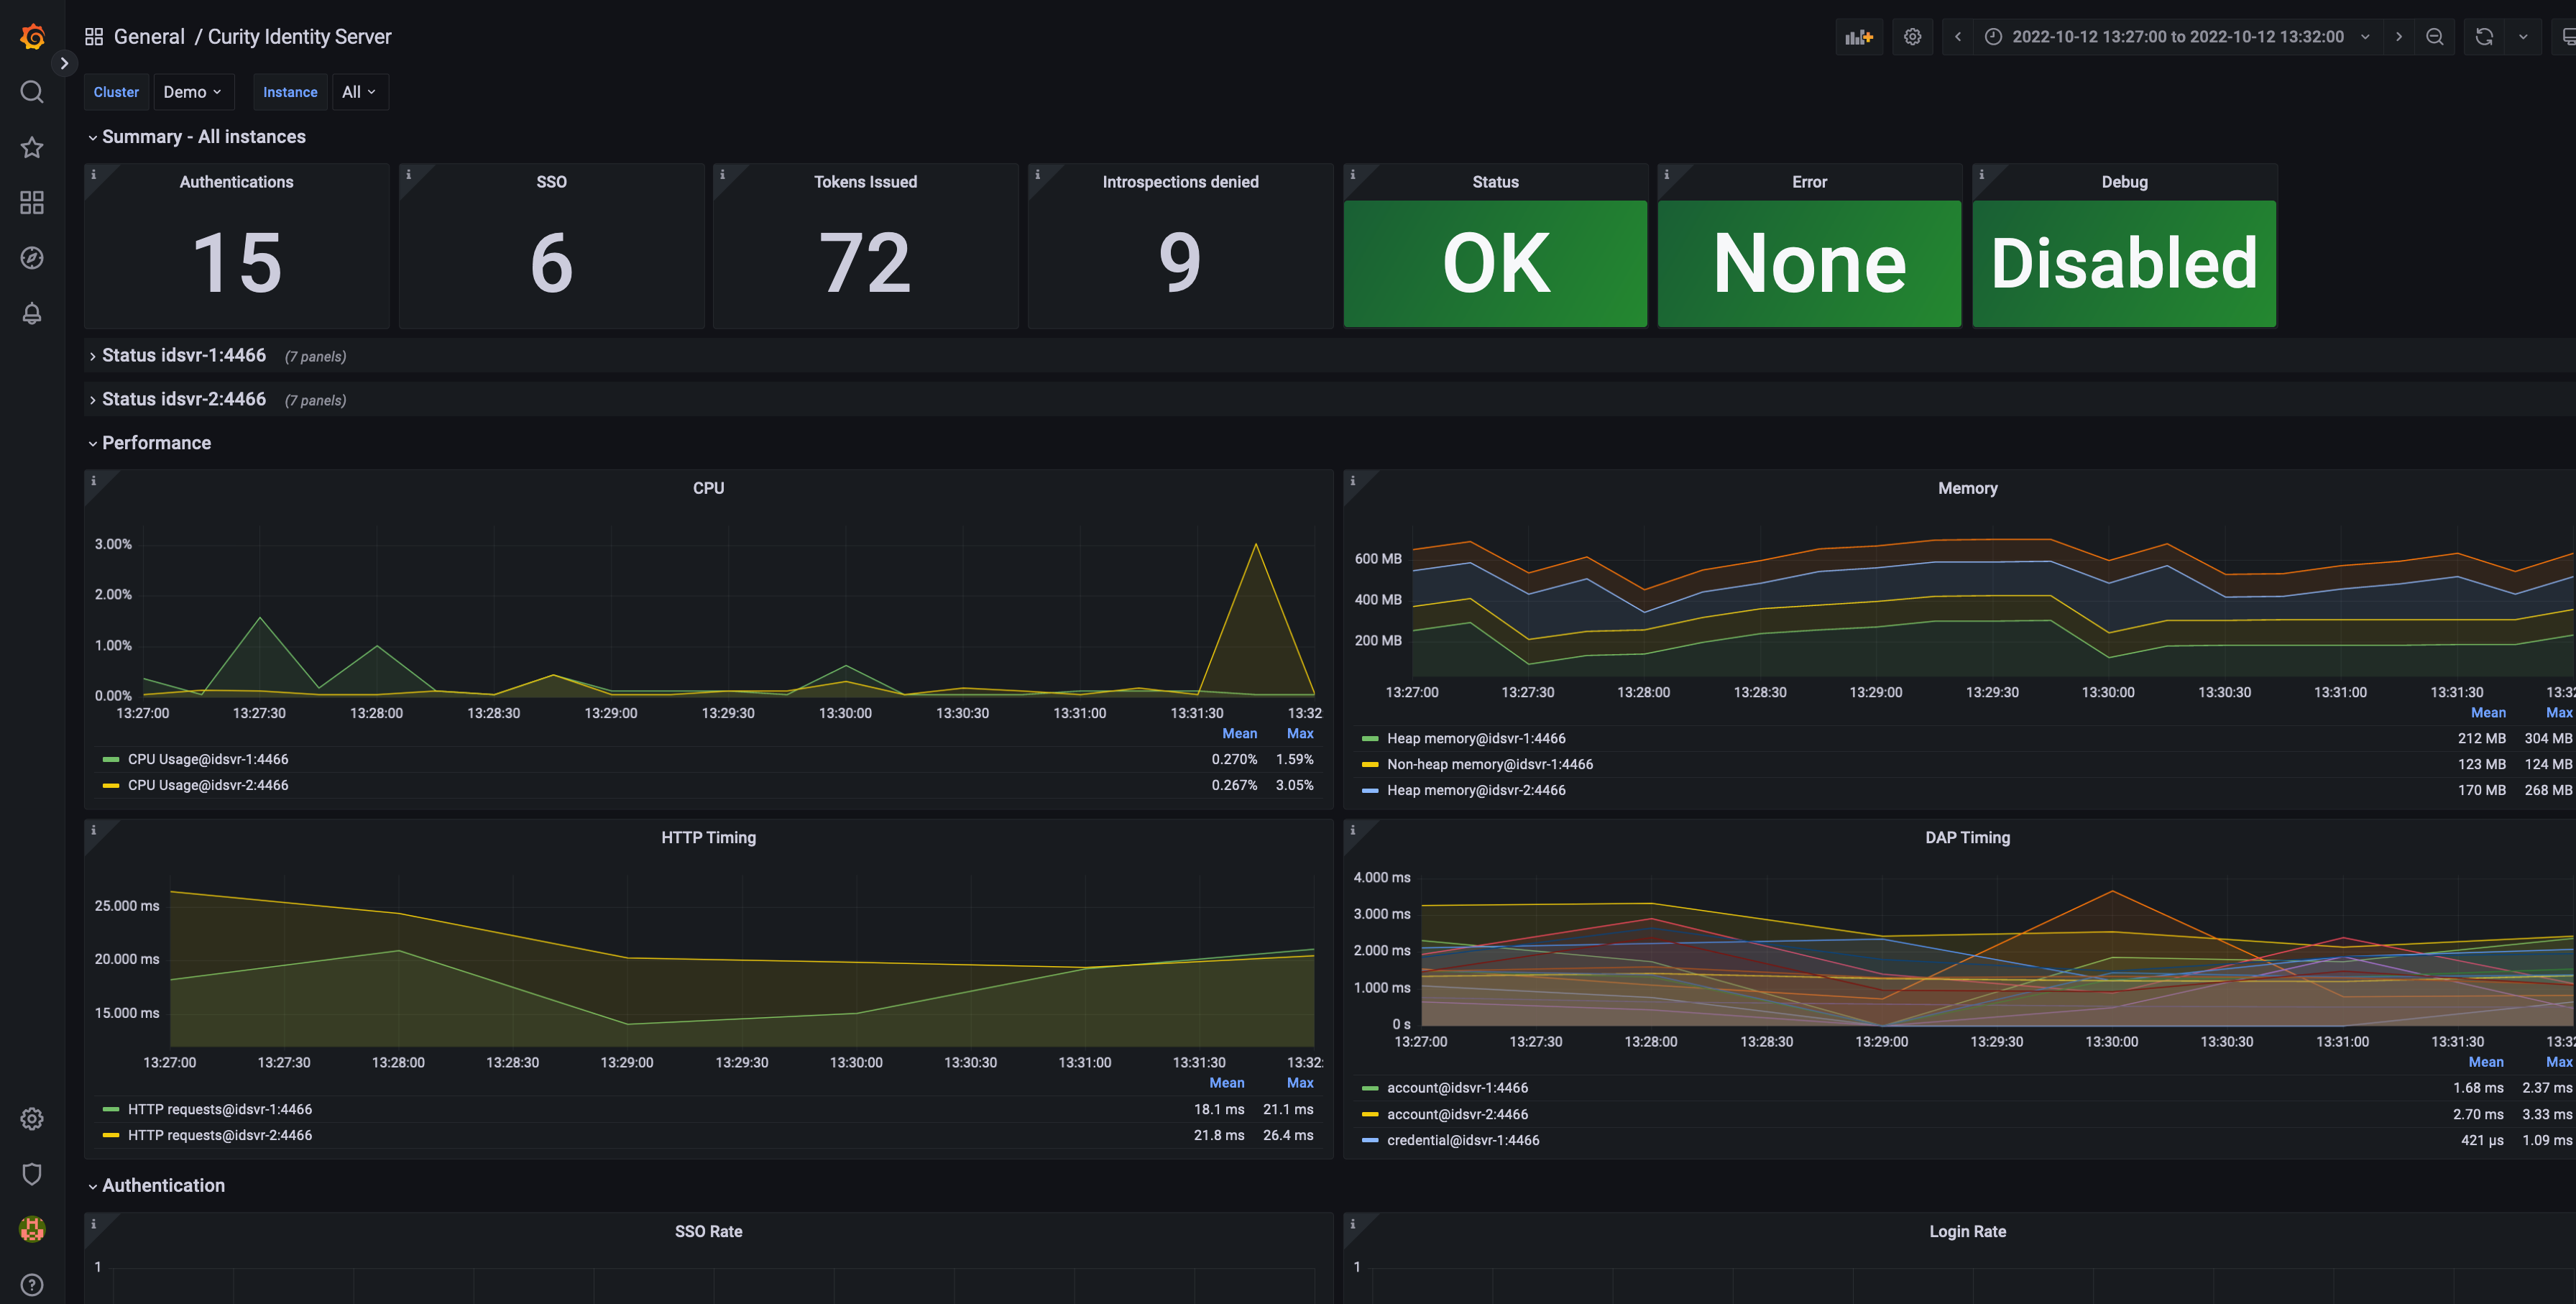 General / Curity Identity Server
2022-10-12 13:27:00 to 2022-10-12 13:32:00
Cluster Demo Instance All
Summary - All instances
Authentications
15
SSO
6
Tokens Issued
72
Introspections denied
9
Status
OK
Error
None
Debug
Disabled
Status idsvr-1:4466 (7 panels)
Status idsvr-2:4466 (7 panels)
Performance
CPU
3.00%
2.00%
1.00%
0.00%
13:27:00 13:27:30 13:28:00 13:28:30 13:29:00 13:29:30 13:30:00 13:30:30 13:31:00 13:31:30 13:32
Mean Max
CPU Usage@idsvr-1:4466 0.270% 1.59%
CPU Usage@idsvr-2:4466 0.267% 3.05%
Memory
600 MB
400 MB
200 MB
13:27:00 13:27:30 13:28:00 13:28:30 13:29:00 13:29:30 13:30:00 13:30:30 13:31:00 13:31:30 13:32
Mean Max
Heap memory@idsvr-1:4466 212 MB 304 MB
Non-heap memory@idsvr-1:4466 123 MB 124 MB
Heap memory@idsvr-2:4466 170 MB 268 MB
HTTP Timing
25.000 ms
20.000 ms
15.000 ms
13:27:00 13:27:30 13:28:00 13:28:30 13:29:00 13:29:30 13:30:00 13:30:30 13:31:00 13:31:30 13:32:
Mean Max
HTTP requests@idsvr-1:4466 18.1 ms 21.1 ms
HTTP requests@idsvr-2:4466 21.8 ms 26.4 ms
DAP Timing
4.000 ms
3.000 ms
2.000 ms
1.000 ms
0 s
13:27:00 13:27:30 13:28:00 13:28:30 13:29:00 13:29:30 13:30:00 13:30:30 13:31:00 13:31:30 13:32
Mean Max
account@idsvr-1:4466 1.68 ms 2.37 ms
account@idsvr-2:4466 2.70 ms 3.33 ms
credential@idsvr-1:4466 421 µs 1.09 ms
Authentication
SSO Rate
1
Login Rate
1